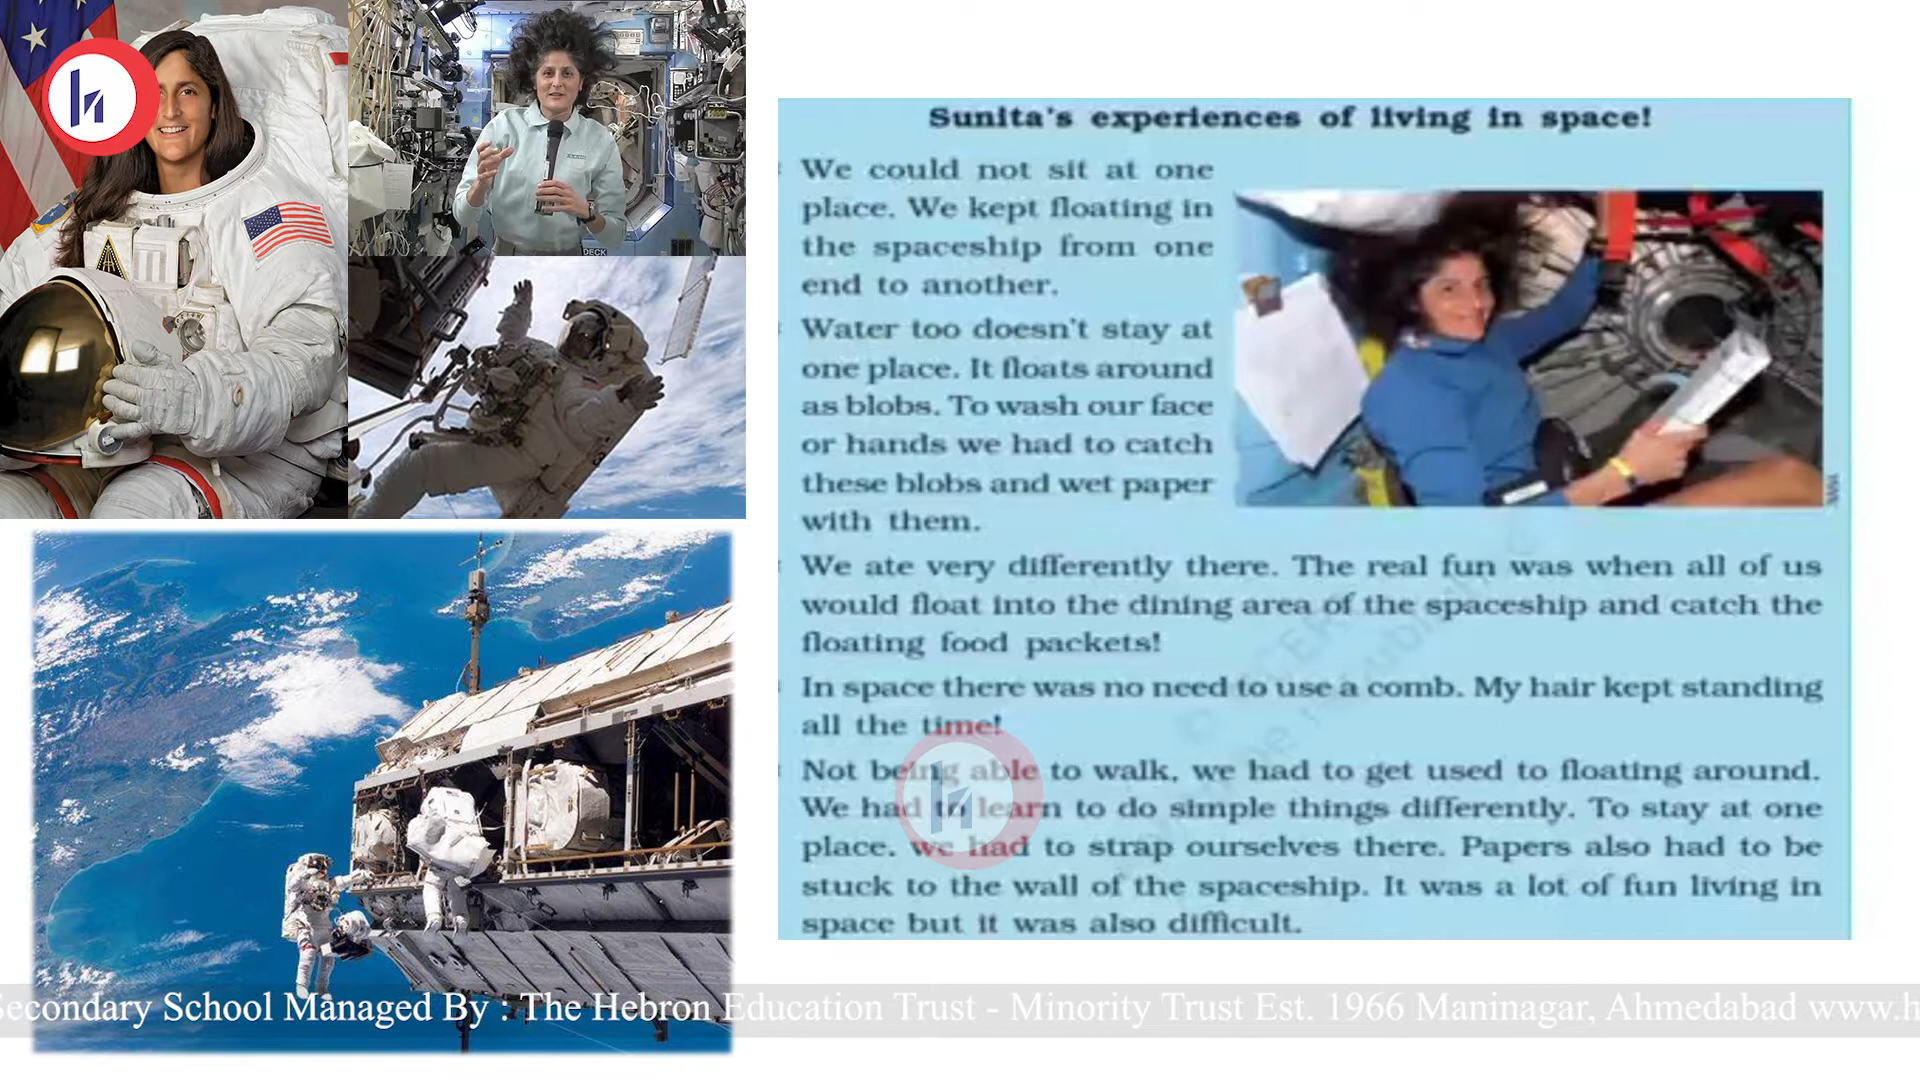 DECK
Sunita's experiences of living in space!
We could not sit at one
place. We kept floating in
the spaceship from one
end to another.
Water too doesn't stay at
one place. It floats around
as blobs. To wash our face
or hands we had to catch
these blobs and wet paper
with them.
We ate very differently there. The real fun was when all of us
would float into the dining area of the spaceship and catch the
floating food packets!
In space there was no need to use a comb. My hair kept standing
all the time!
Not being able to walk, we had to get used to floating around.
We had to learn to do simple things differently. To stay at one
place, we had to strap ourselves there. Papers also had to be
stuck to the wall of the spaceship. It was a lot of fun living in
space but it was also difficult.
Secondary School Managed By : The Hebron Education Trust - Minority Trust Est. 1966 Maninagar, Ahmedabad www.h